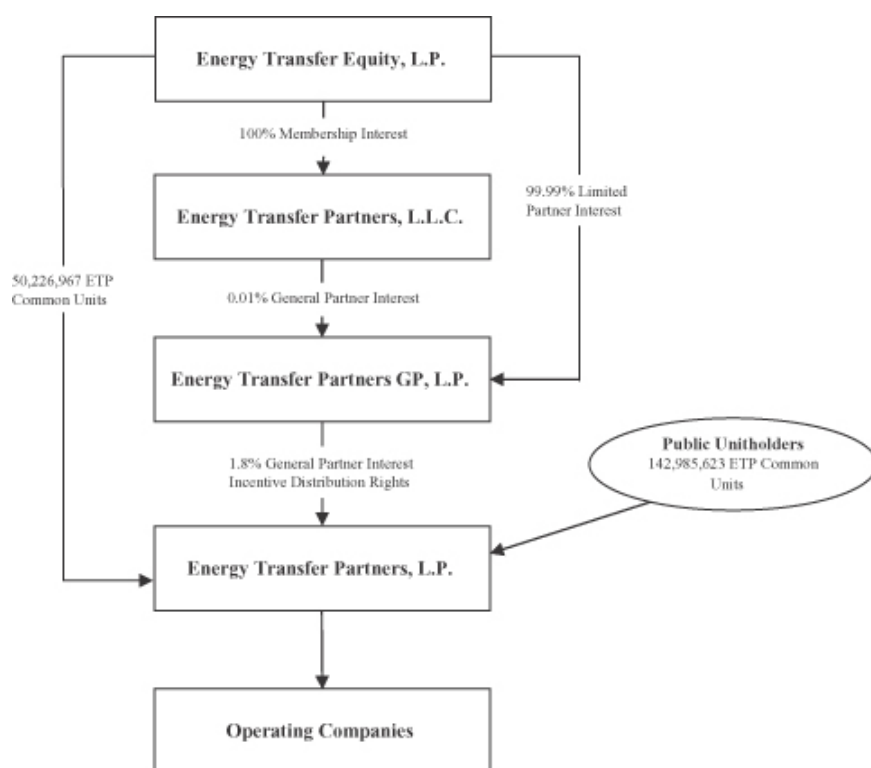 Energy Transfer Equity, L.P.
100% Membership Interest
Energy Transfer Partners, L.L.C.
99.99% Limited
Partner Interest
50,226,967 ETP
Common Units
0.01% General Partner Interest
Energy Transfer Partners GP, L.P.
Public Unitholders
142,985,623 ETP Common
Units
1.8% General Partner Interest
Incentive Distribution Rights
Energy Transfer Partners, L.P.
Operating Companies